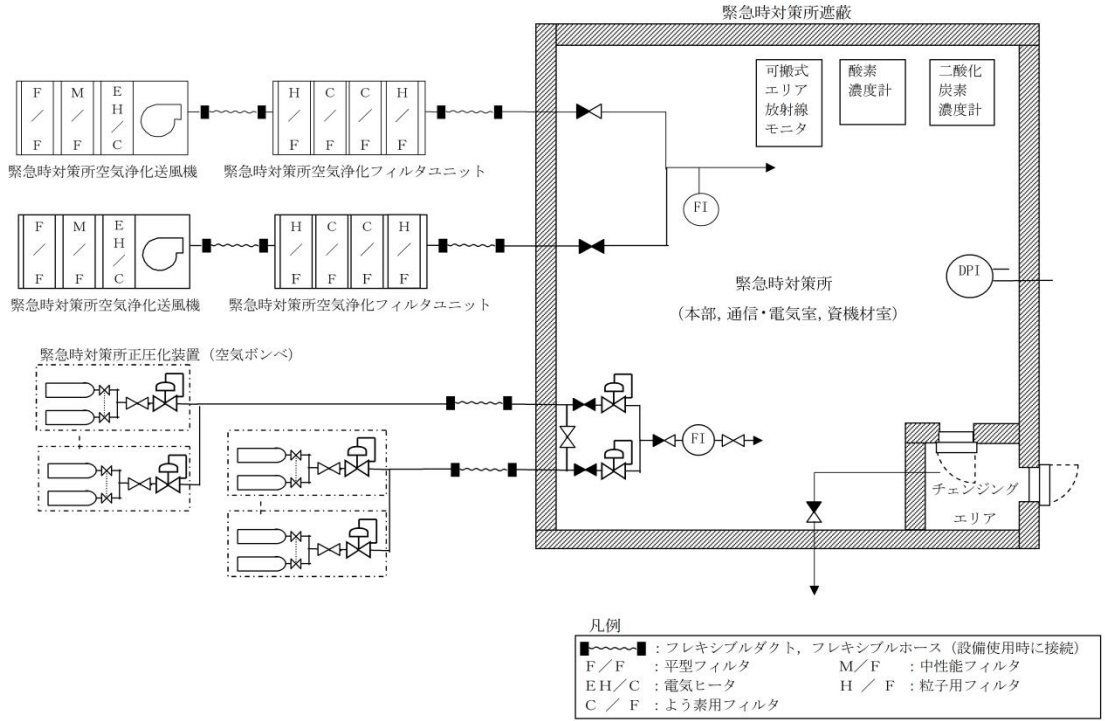 緊急時対策所遮蔽
可搬式
エリア
放射線
モニタ
酸素
濃度計
二酸化
炭素
濃度計
F/F
M/F
EH/C
H/F
C/F
C/F
H/F
緊急時対策所空気浄化送風機
緊急時対策所空気浄化フィルタユニット
FI
F/F
M/F
EH/C
H/F
C/F
C/F
H/F
緊急時対策所空気浄化送風機
緊急時対策所空気浄化フィルタユニット
DPI
緊急時対策所
(本部, 通信・電気室, 資機材室)
緊急時対策所正圧化装置(空気ボンベ)
FI
チェンジング
エリア
凡例
:フレキシブルダクト, フレキシブルホース(設備使用時に接続)
F/F :平型フィルタ M/F :中性能フィルタ
EH/C :電気ヒータ H/F :粒子用フィルタ
C/F :よう素用フィルタ